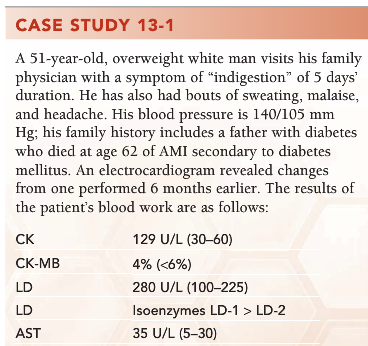 CASE STUDY 13-1
A 51-year-old, overweight white man visits his family
physician with a symptom of “indigestion” of 5 days’
duration. He has also had bouts of sweating, malaise,
and headache. His blood pressure is 140/105 mm
Hg; his family history includes a father with diabetes
who died at age 62 of AMI secondary to diabetes
mellitus. An electrocardiogram revealed changes
from one performed 6 months earlier. The results of
the patient’s blood work are as follows:
CK 129 U/L (30–60)
CK-MB 4% (<6%)
LD 280 U/L (100–225)
LD Isoenzymes LD-1 > LD-2
AST 35 U/L (5–30)